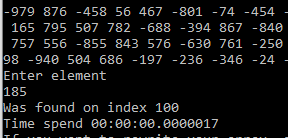 -979 876 -458 56 467 -801 -74 -454 -
165 795 507 782 -688 -394 867 -840
757 556 -855 843 576 -630 761 -250
98 -940 504 686 -197 -236 -346 -24 -
Enter element
185
Was found on index 100
Time spend 00:00:00.0000017
If you want to rewrite your array